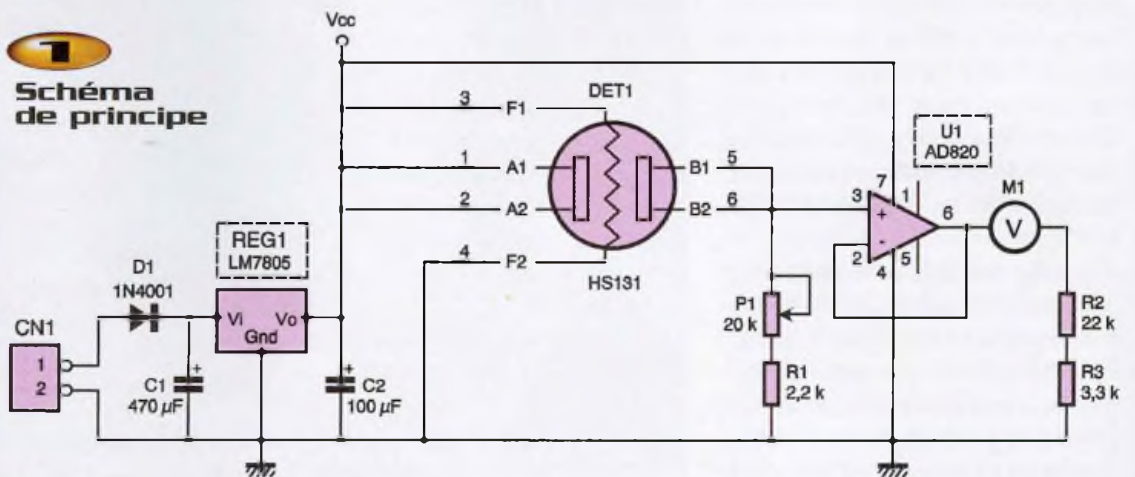 1
Schéma
de principe
Vcc
DET1
3 F1
1 A1
2 A2
4 F2
B1 5
B2 6
HS131
U1
AD820
7
1
3
+
-
2
4
5
6
M1
V
REG1
LM7805
D1
1N4001
Vi Vo
Gnd
CN1
1
2
+
C1
470 µF
+
C2
100 µF
P1
20 k
R1
2,2 k
R2
22 k
R3
3,3 k